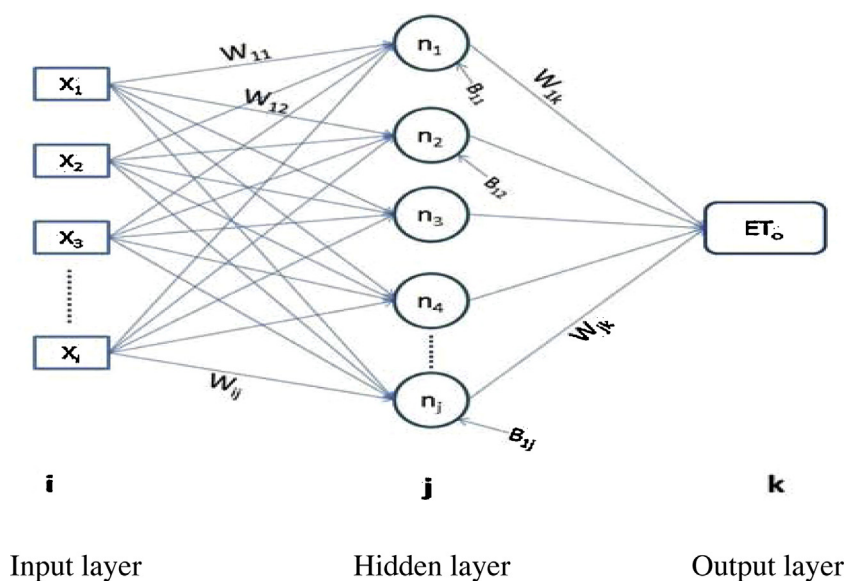 X₁
X₂
X₃
Xᵢ
W₁₁
W₁₂
Wᵢⱼ
n₁
n₂
n₃
n₄
nⱼ
B₁₁
B₁₂
B₁ⱼ
W₁ₖ
Wⱼₖ
ETₒ
i j k
Input layer Hidden layer Output layer